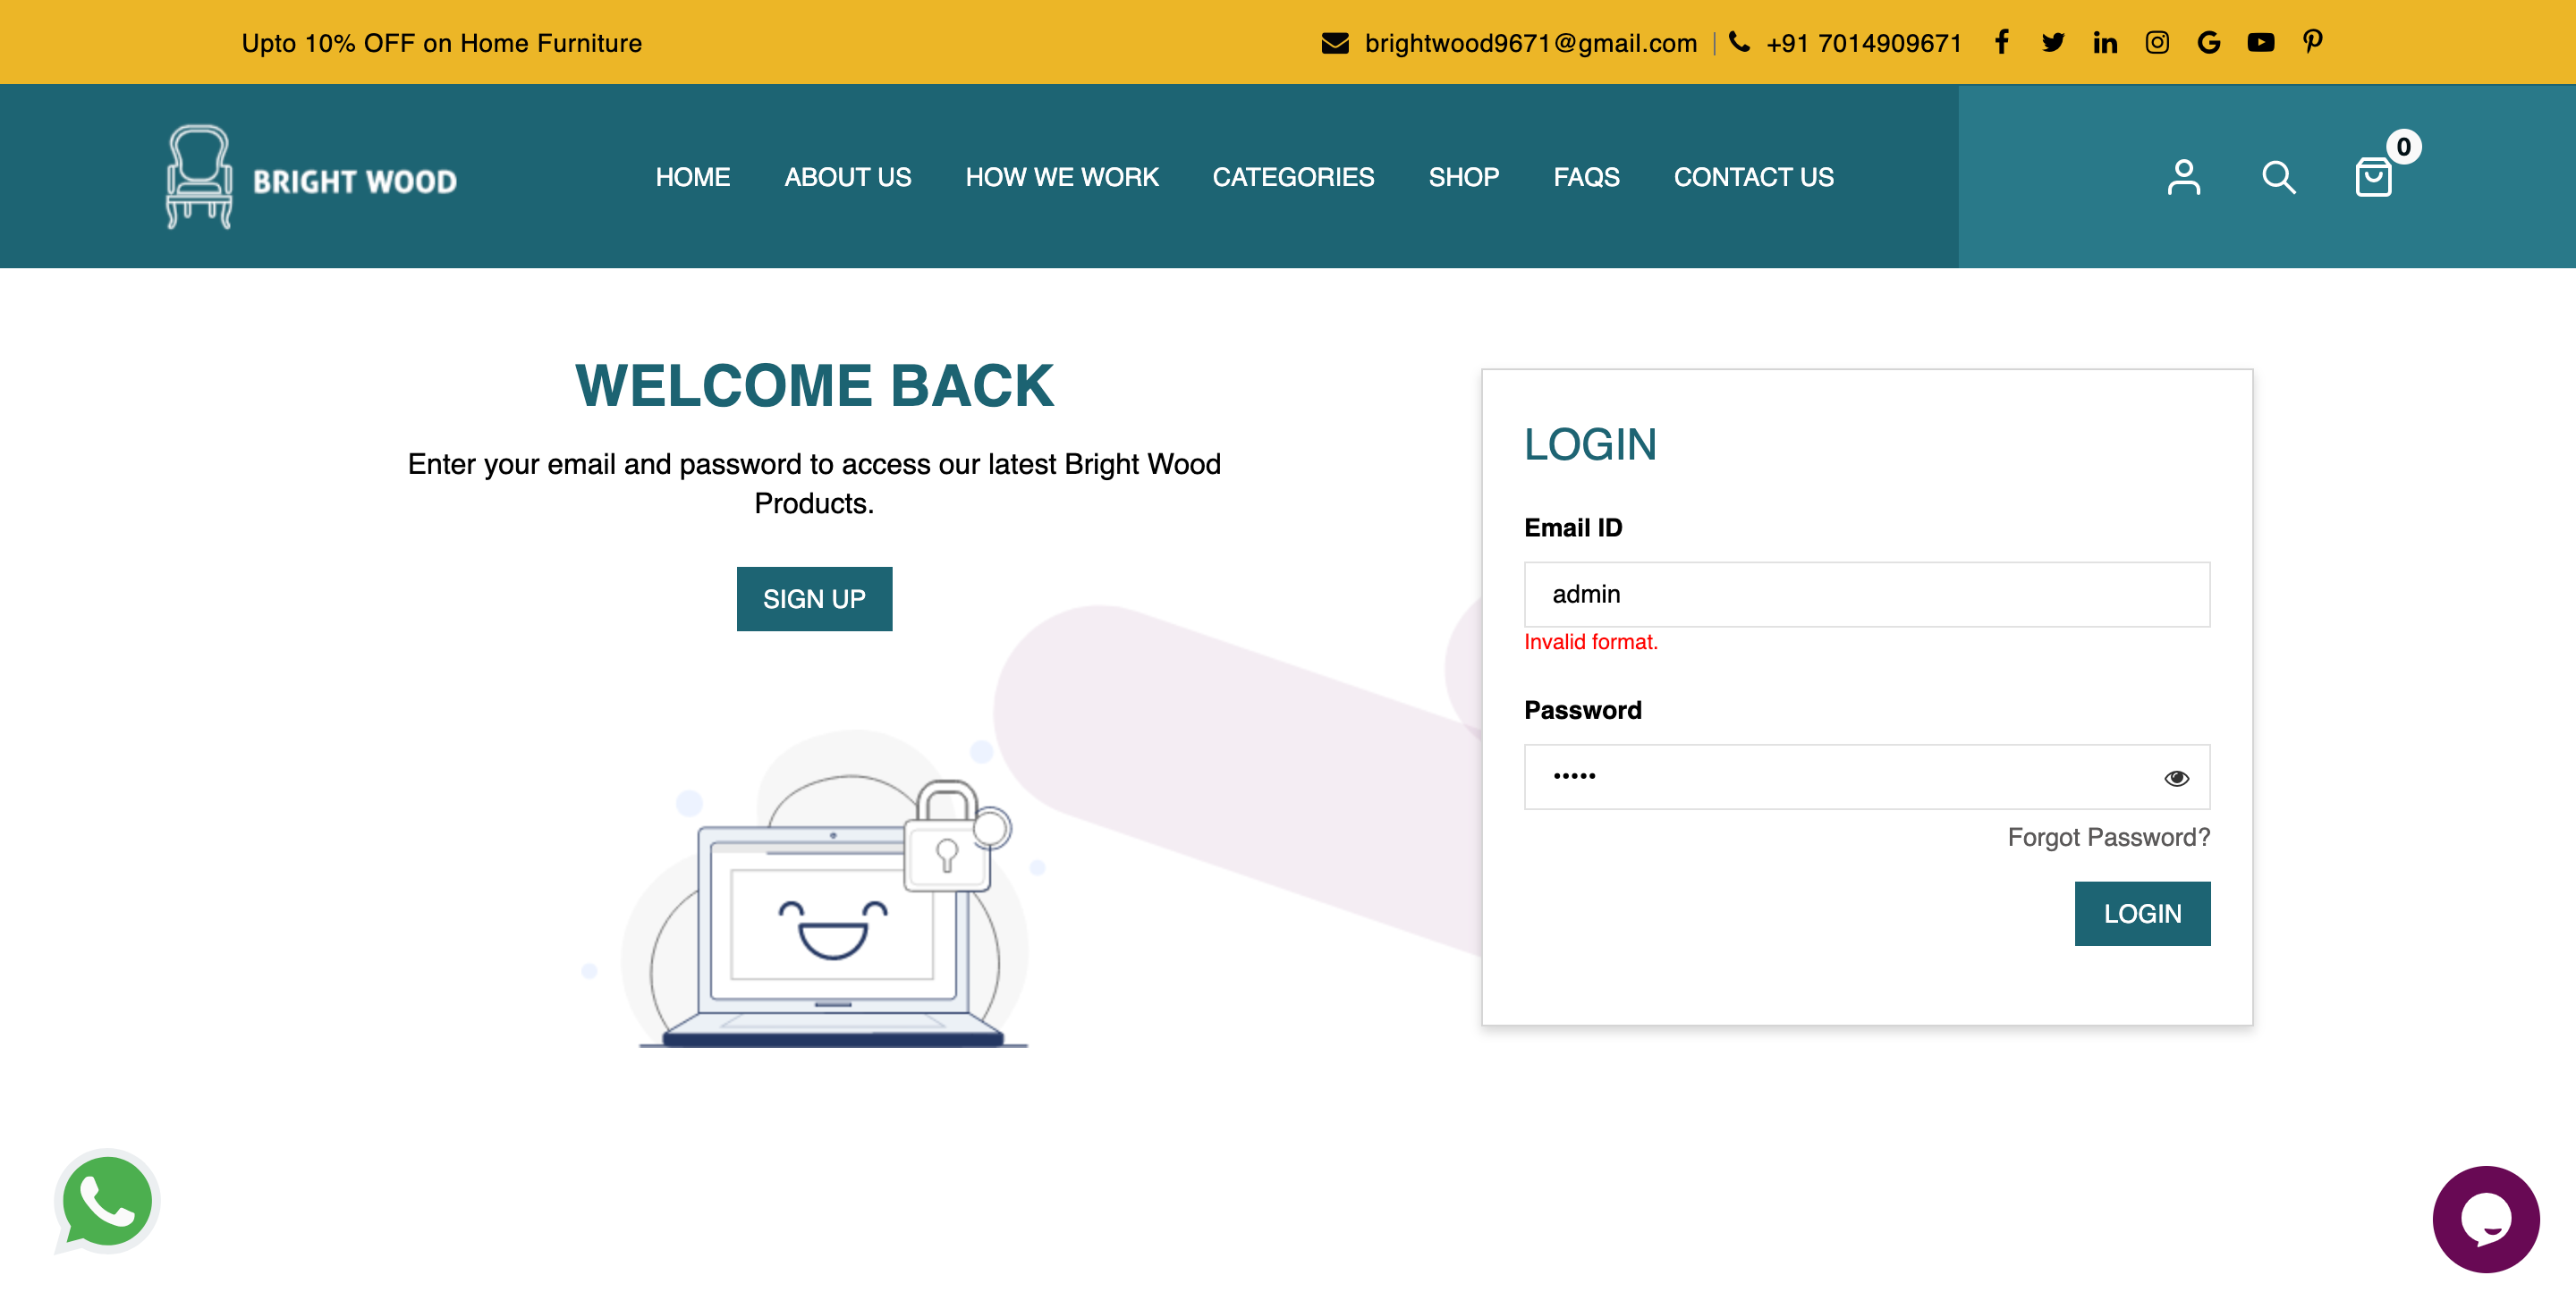 Upto 10% OFF on Home Furniture
brightwood9671@gmail.com | +91 7014909671
BRIGHT WOOD
HOME ABOUT US HOW WE WORK CATEGORIES SHOP FAQS CONTACT US
0
WELCOME BACK
Enter your email and password to access our latest Bright Wood
Products.
SIGN UP
LOGIN
Email ID
admin
Invalid format.
Password
•••••
Forgot Password?
LOGIN